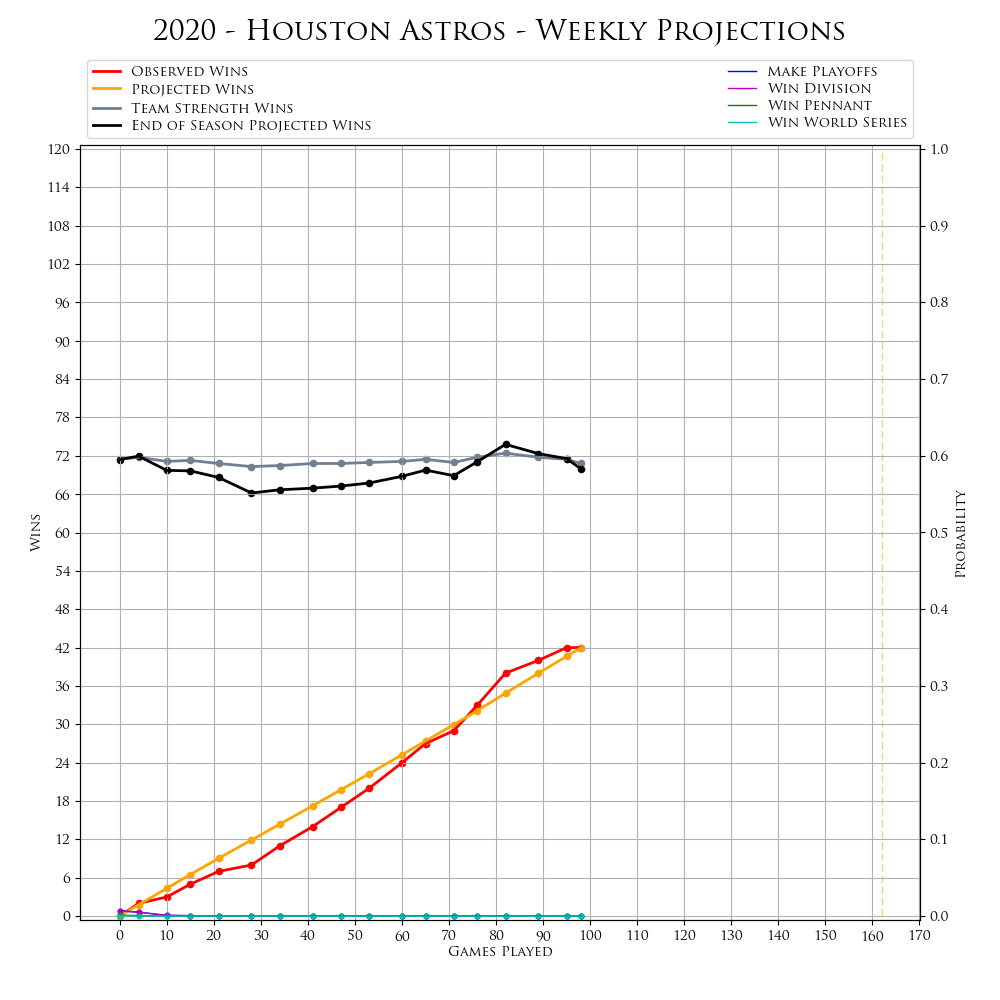 2020 - Houston Astros - Weekly Projections
Observed Wins
Projected Wins
Team Strength Wins
End of Season Projected Wins
Make Playoffs
Win Division
Win Pennant
Win World Series
120
114
108
102
96
90
84
78
72
66
60
54
48
42
36
30
24
18
12
6
0
Wins
1.0
0.9
0.8
0.7
0.6
0.5
0.4
0.3
0.2
0.1
0.0
Probability
0 10 20 30 40 50 60 70 80 90 100 110 120 130 140 150 160 170
Games Played